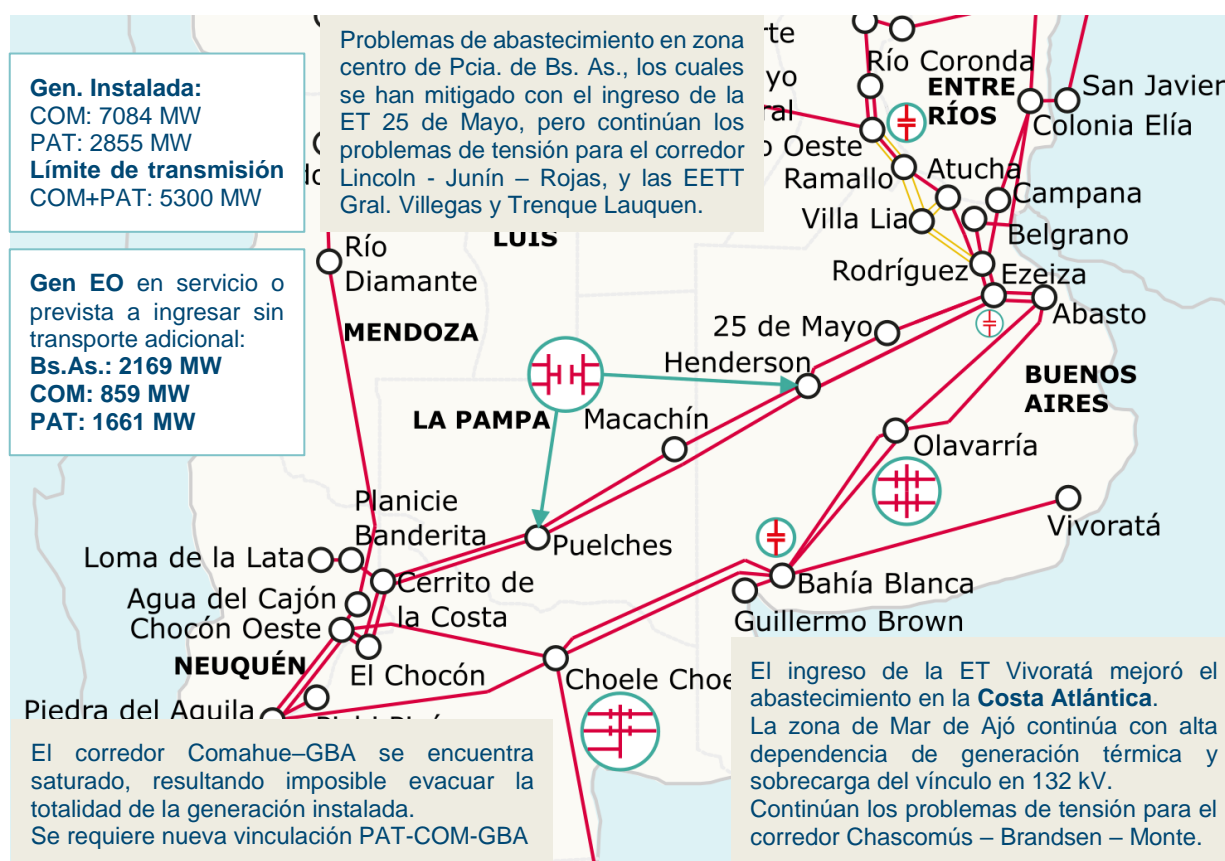 Gen. Instalada:
COM: 7084 MW
PAT: 2855 MW
Límite de transmisión
COM+PAT: 5300 MW
Gen EO en servicio o
prevista a ingresar sin
transporte adicional:
Bs.As.: 2169 MW
COM: 859 MW
PAT: 1661 MW
Problemas de abastecimiento en zona
centro de Pcia. de Bs. As., los cuales
se han mitigado con el ingreso de la
ET 25 de Mayo, pero continúan los
problemas de tensión para el corredor
Lincoln - Junín – Rojas, y las EETT
Gral. Villegas y Trenque Lauquen.
Río Coronda
ENTRE
RÍOS
San Javier
Colonia Elía
Oeste
Ramallo
Atucha
Campana
Villa Lia
Belgrano
Rodríguez
Ezeiza
LUIS
Río
Diamante
MENDOZA
25 de Mayo
Abasto
Henderson
BUENOS
AIRES
LA PAMPA
Macachín
Olavarría
Planicie
Banderita
Puelches
Vivoratá
Loma de la Lata
Cerrito de
la Costa
Bahía Blanca
Agua del Cajón
Guillermo Brown
Chocón Oeste
NEUQUÉN
El Chocón
Choele Choe
Piedra del Aguila
El corredor Comahue–GBA se encuentra
saturado, resultando imposible evacuar la
totalidad de la generación instalada.
Se requiere nueva vinculación PAT-COM-GBA
El ingreso de la ET Vivoratá mejoró el
abastecimiento en la Costa Atlántica.
La zona de Mar de Ajó continúa con alta
dependencia de generación térmica y
sobrecarga del vínculo en 132 kV.
Continúan los problemas de tensión para el
corredor Chascomús – Brandsen – Monte.